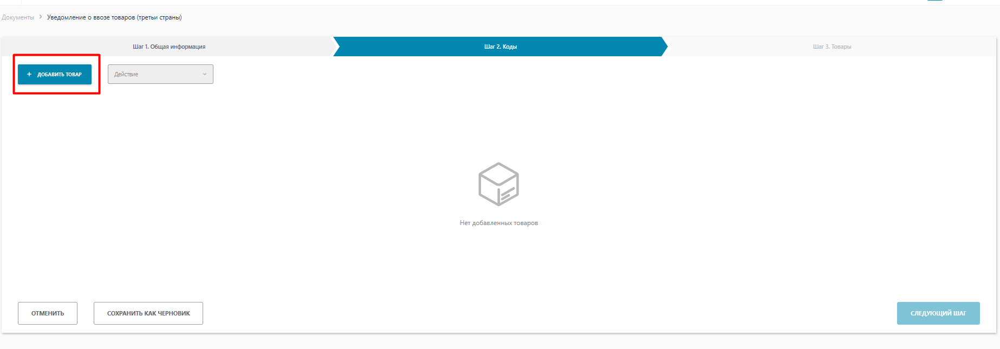 Документы > Уведомление о ввозе товаров (третьи страны)
Шаг 1. Общая информация
Шаг 2. Коды
Шаг 3. Товары
+ ДОБАВИТЬ ТОВАР
Действие
Нет добавленных товаров
ОТМЕНИТЬ
СОХРАНИТЬ КАК ЧЕРНОВИК
СЛЕДУЮЩИЙ ШАГ